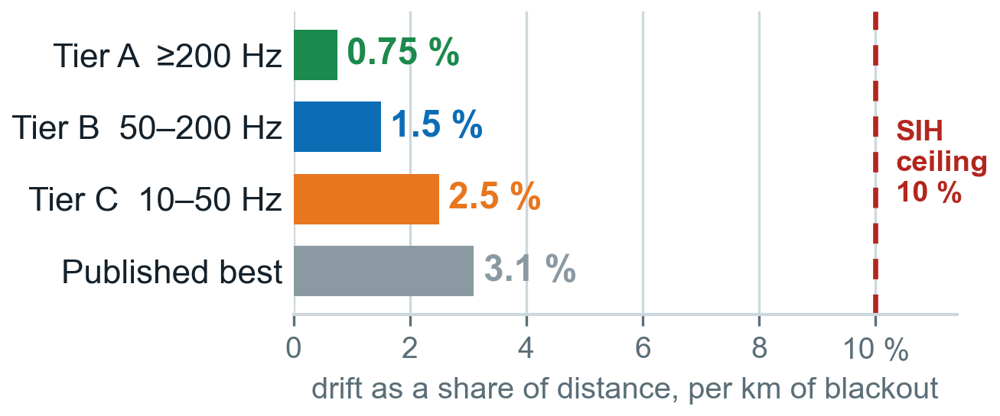 Tier A ≥200 Hz
0.75 %
Tier B 50–200 Hz
1.5 %
Tier C 10–50 Hz
2.5 %
Published best
3.1 %
SIH
ceiling
10 %
0 2 4 6 8 10 %
drift as a share of distance, per km of blackout